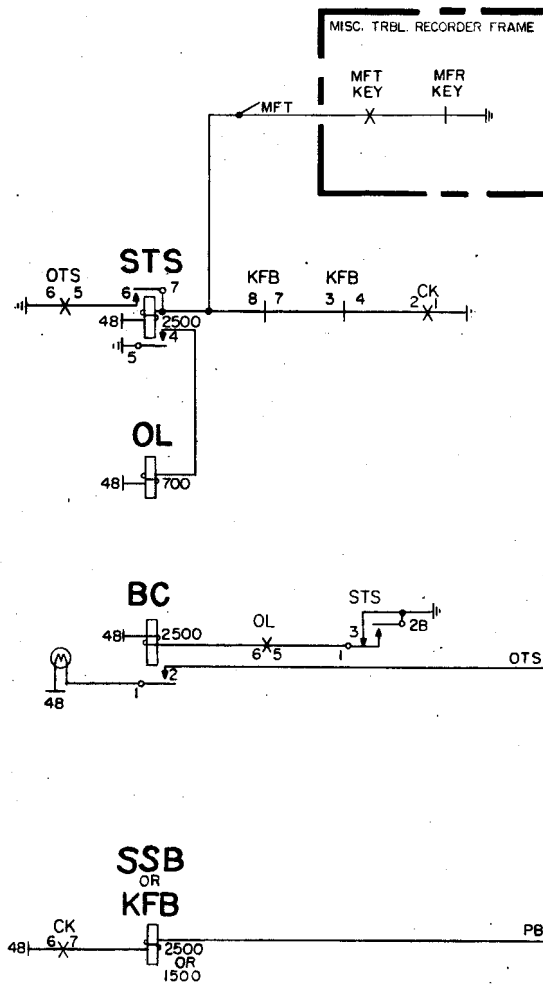 MISC. TRBL. RECORDER FRAME
MFT KEY
MFR KEY
MFT
STS
OTS
6 5
6
7
48
2500
4
5
KFB
8 7
KFB
3 4
CK
2 1
OL
48
700
BC
48
2500
OL
6 5
STS
3
2B
1
2
1
OTS
M
48
SSB
OR
KFB
CK
6 7
48
2500
OR
1500
PB